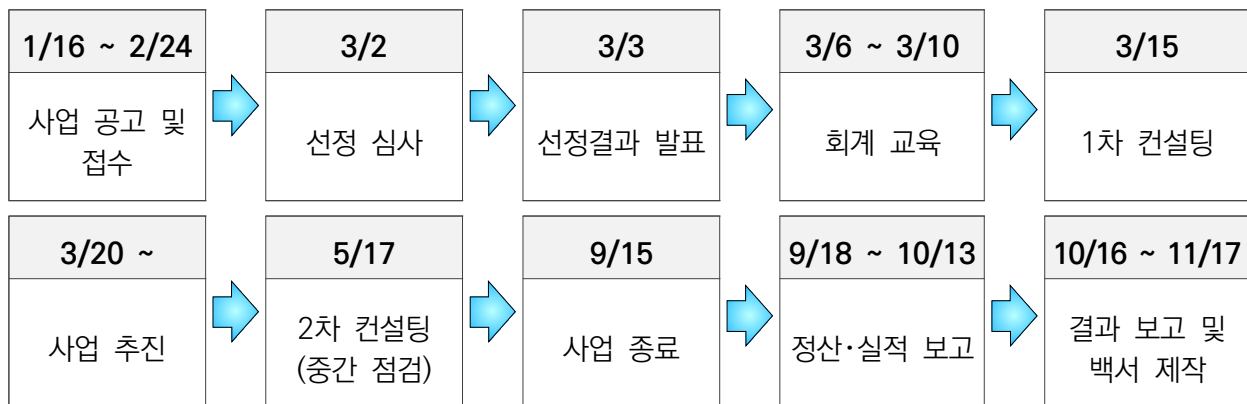 1/16 ~ 2/24
사업 공고 및
접수
3/2
선정 심사
3/3
선정결과 발표
3/6 ~ 3/10
회계 교육
3/15
1차 컨설팅
3/20 ~
사업 추진
5/17
2차 컨설팅
(중간 점검)
9/15
사업 종료
9/18 ~ 10/13
정산·실적 보고
10/16 ~ 11/17
결과 보고 및
백서 제작